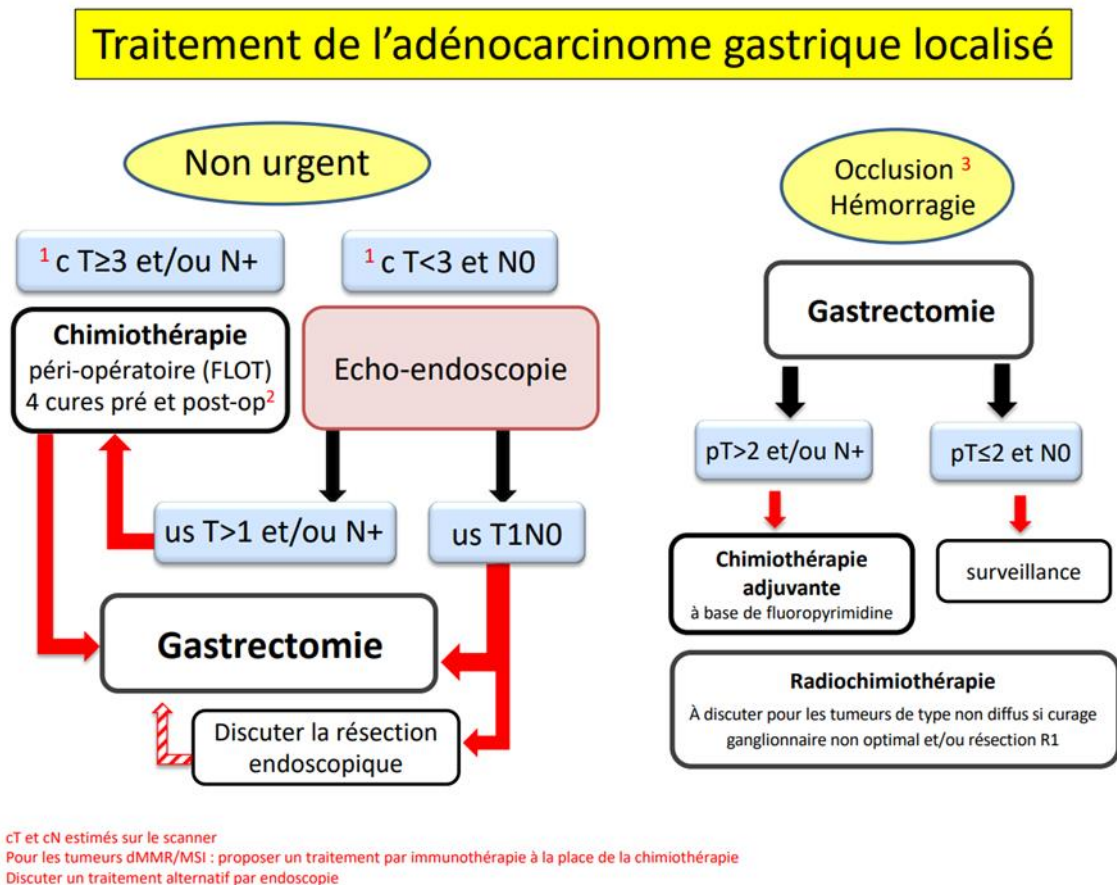 Traitement de l’adénocarcinome gastrique localisé
Non urgent
1 c T≥3 et/ou N+
1 c T<3 et N0
Chimiothérapie
péri-opératoire (FLOT)
4 cures pré et post-op2
Echo-endoscopie
us T>1 et/ou N+
us T1N0
Gastrectomie
Discuter la résection
endoscopique
Occlusion 3
Hémorragie
Gastrectomie
pT>2 et/ou N+
pT≤2 et N0
Chimiothérapie
adjuvante
à base de fluoropyrimidine
surveillance
Radiochimiothérapie
À discuter pour les tumeurs de type non diffus si curage
ganglionnaire non optimal et/ou résection R1
cT et cN estimés sur le scanner
Pour les tumeurs dMMR/MSI : proposer un traitement par immunothérapie à la place de la chimiothérapie
Discuter un traitement alternatif par endoscopie